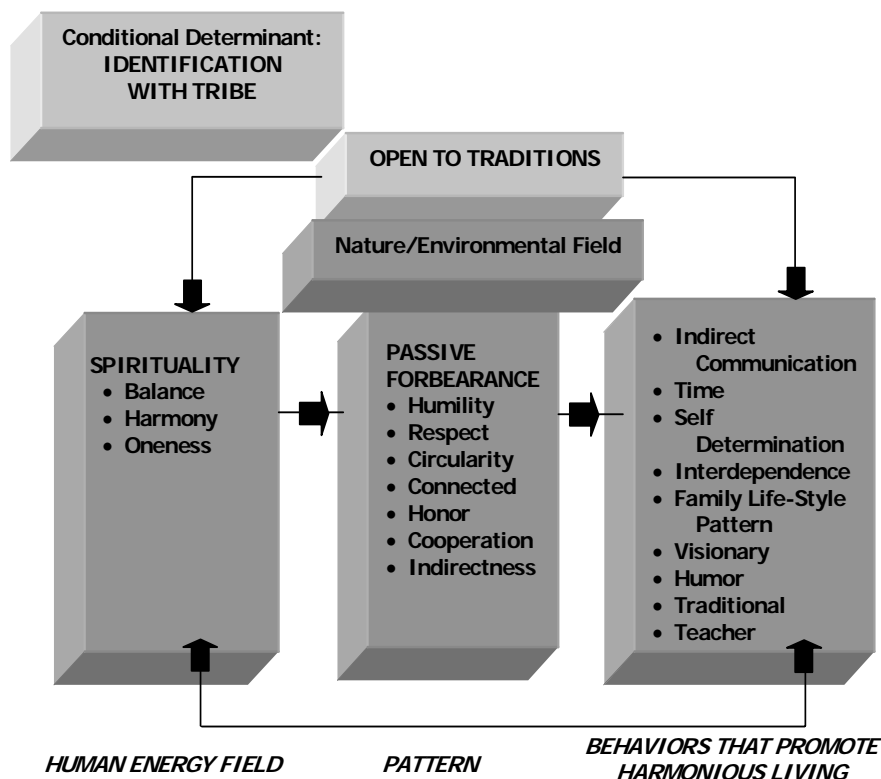 Conditional Determinant:
IDENTIFICATION
WITH TRIBE
OPEN TO TRADITIONS
Nature/Environmental Field
SPIRITUALITY
• Balance
• Harmony
• Oneness
PASSIVE
FORBEARANCE
• Humility
• Respect
• Circularity
• Connected
• Honor
• Cooperation
• Indirectness
• Indirect
Communication
• Time
• Self
Determination
• Interdependence
• Family Life-Style
Pattern
• Visionary
• Humor
• Traditional
• Teacher
HUMAN ENERGY FIELD
PATTERN
BEHAVIORS THAT PROMOTE
HARMONIOUS LIVING